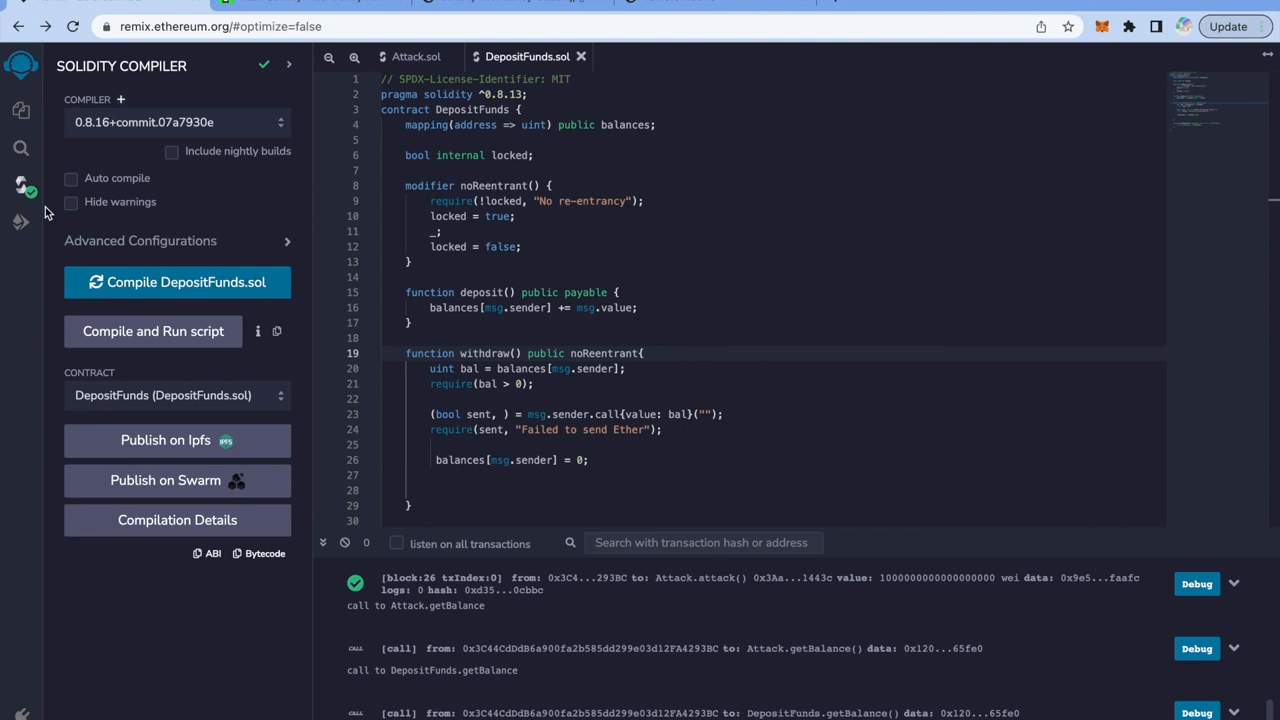 remix.ethereum.org/#optimize=false
Update
SOLIDITY COMPILER
COMPILER
0.8.16+commit.07a7930e
Include nightly builds
Auto compile
Hide warnings
Advanced Configurations
Compile DepositFunds.sol
Compile and Run script
CONTRACT
DepositFunds (DepositFunds.sol)
Publish on Ipfs
IPFS
Publish on Swarm
Compilation Details
ABI
Bytecode
Attack.sol
DepositFunds.sol
1 // SPDX-License-Identifier: MIT
2 pragma solidity ^0.8.13;
3 contract DepositFunds {
4 mapping(address => uint) public balances;
5
6 bool internal locked;
7
8 modifier noReentrant() {
9 require(!locked, "No re-entrancy");
10 locked = true;
11 _;
12 locked = false;
13 }
14
15 function deposit() public payable {
16 balances[msg.sender] += msg.value;
17 }
18
19 function withdraw() public noReentrant{
20 uint bal = balances[msg.sender];
21 require(bal > 0);
22
23 (bool sent, ) = msg.sender.call{value: bal}("");
24 require(sent, "Failed to send Ether");
25
26 balances[msg.sender] = 0;
27
28
29 }
30
0
listen on all transactions
Search with transaction hash or address
[block:26 txIndex:0] from: 0x3C4...293BC to: Attack.attack() 0x3Aa...1443c value: 1000000000000000000 wei data: 0x9e5...faafc
logs: 0 hash: 0xd35...0cbbc
Debug
call to Attack.getBalance
CALL [call] from: 0x3C44CdDdB6a900fa2b585dd299e03d12FA4293BC to: Attack.getBalance() data: 0x120...65fe0
Debug
call to DepositFunds.getBalance
CALL [call] from: 0x3C44CdDdB6a900fa2b585dd299e03d12FA4293BC to: DepositFunds.getBalance() data: 0x120...65fe0
Debug